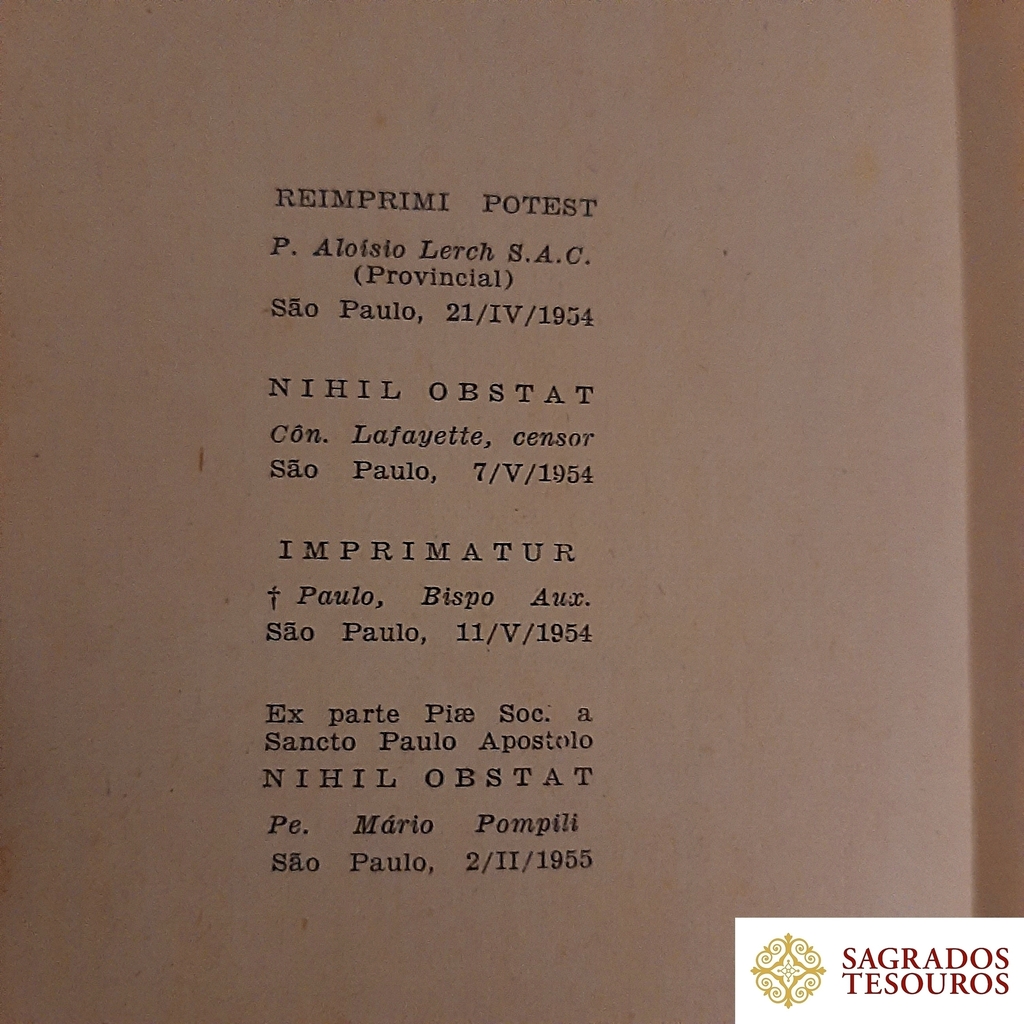 REIMPRIMI POTEST
P. Aloisio Lerch S.A.C.
(Provincial)
São Paulo, 21/IV/1954
NIHIL OBSTAT
Côn. Lafayette, censor
São Paulo, 7/V/1954
IMPRIMATUR
† Paulo, Bispo Aux.
São Paulo, 11/V/1954
Ex parte Piæ Soc. a
Sancto Paulo Apostolo
NIHIL OBSTAT
Pe. Mário Pompili
São Paulo, 2/II/1955
SAGRADOS
TESOUROS